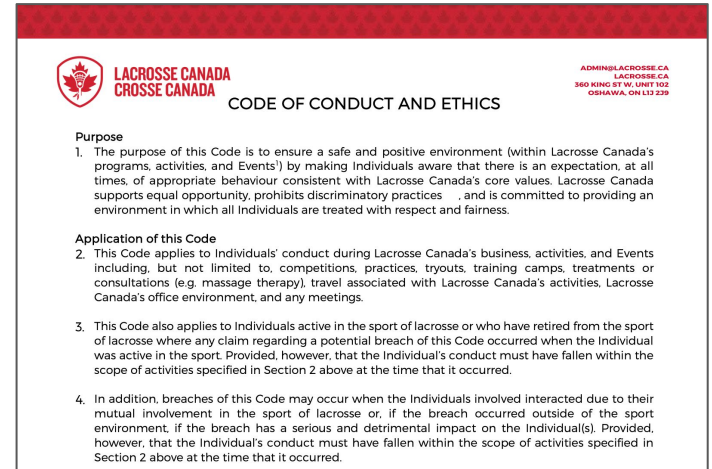 LACROSSE CANADA
CROSSE CANADA
ADMIN@LACROSSE.CA
LACROSSE.CA
360 KING ST W, UNIT 102
OSHAWA, ON L1J 2J9
CODE OF CONDUCT AND ETHICS
Purpose
1. The purpose of this Code is to ensure a safe and positive environment (within Lacrosse Canada's
programs, activities, and Events¹) by making Individuals aware that there is an expectation, at all
times, of appropriate behaviour consistent with Lacrosse Canada's core values. Lacrosse Canada
supports equal opportunity, prohibits discriminatory practices , and is committed to providing an
environment in which all Individuals are treated with respect and fairness.
Application of this Code
2. This Code applies to Individuals' conduct during Lacrosse Canada's business, activities, and Events
including, but not limited to, competitions, practices, tryouts, training camps, treatments or
consultations (e.g. massage therapy), travel associated with Lacrosse Canada's activities, Lacrosse
Canada's office environment, and any meetings.
3. This Code also applies to Individuals active in the sport of lacrosse or who have retired from the sport
of lacrosse where any claim regarding a potential breach of this Code occurred when the Individual
was active in the sport. Provided, however, that the Individual's conduct must have fallen within the
scope of activities specified in Section 2 above at the time that it occurred.
4. In addition, breaches of this Code may occur when the Individuals involved interacted due to their
mutual involvement in the sport of lacrosse or, if the breach occurred outside of the sport
environment, if the breach has a serious and detrimental impact on the Individual(s). Provided,
however, that the Individual's conduct must have fallen within the scope of activities specified in
Section 2 above at the time that it occurred.